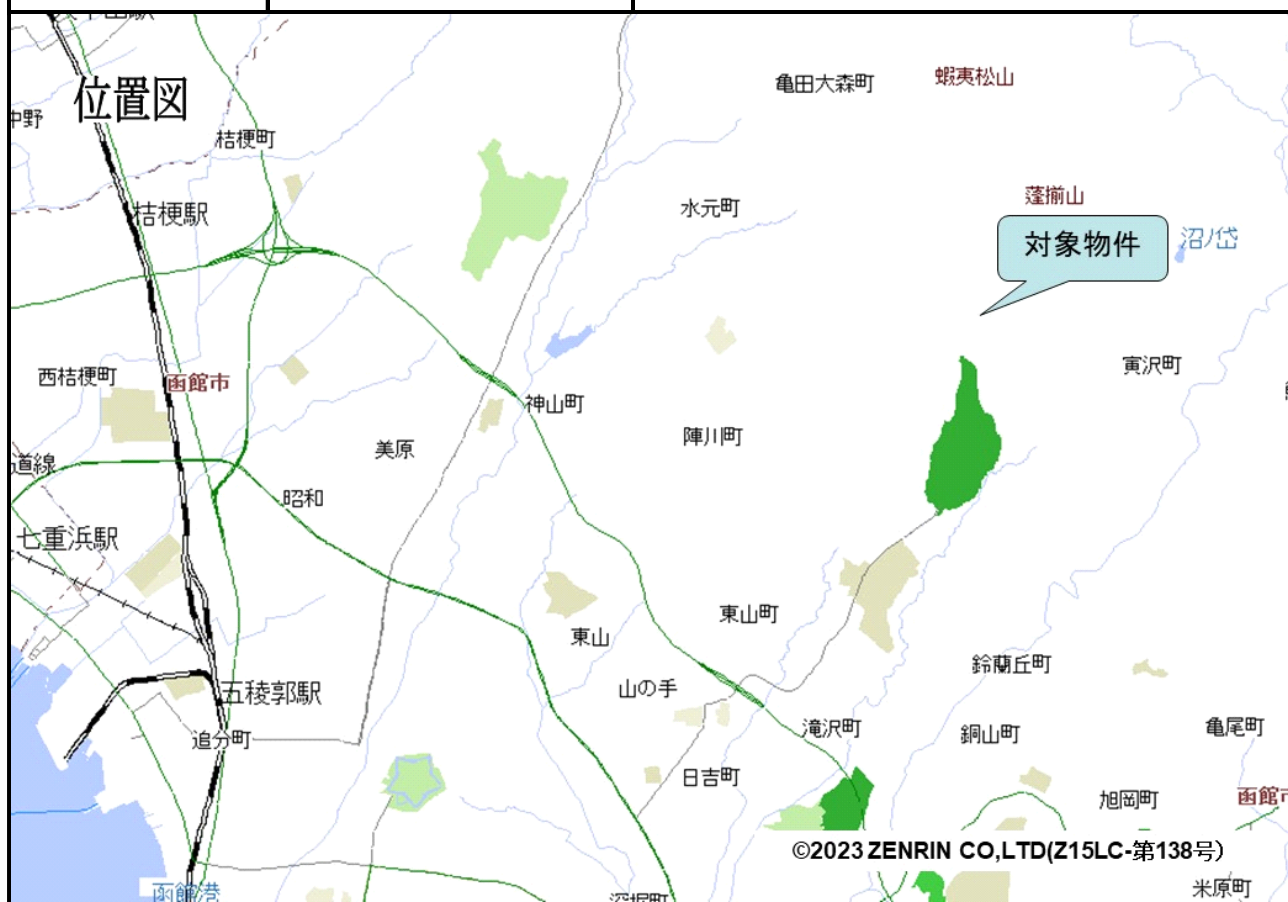 位置図
亀田大森町
蝦夷松山
中野
桔梗町
蓬揃山
水元町
桔梗駅
対象物件
沼ノ岱
寅沢町
西桔梗町
函館市
神山町
陣川町
美原
道線
昭和
七重浜駅
東山町
東山
鈴蘭丘町
山の手
五稜郭駅
追分町
滝沢町
銅山町
亀尾町
日吉町
旭岡町
函館市
©2023 ZENRIN CO,LTD(Z15LC-第138号)
函館港
深堀町
米原町